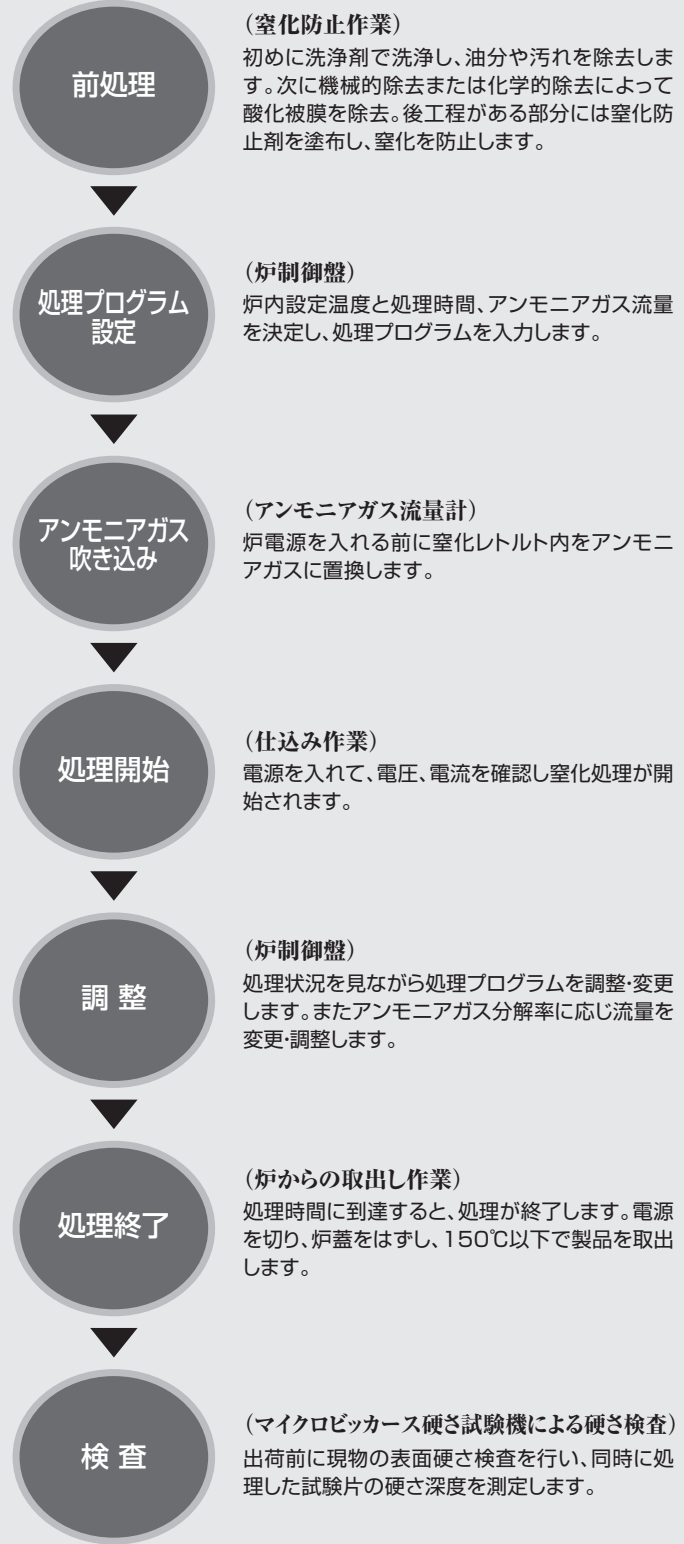 前処理
（窒化防止作業）
初めに洗浄剤で洗浄し、油分や汚れを除去しま
す。次に機械的除去または化学的除去によって
酸化被膜を除去。後工程がある部分には窒化防
止剤を塗布し、窒化を防止します。
処理プログラム
設定
（炉制御盤）
炉内設定温度と処理時間、アンモニアガス流量
を決定し、処理プログラムを入力します。
アンモニアガス
吹き込み
（アンモニアガス流量計）
炉電源を入れる前に窒化レトルト内をアンモニ
アガスに置換します。
処理開始
（仕込み作業）
電源を入れて、電圧、電流を確認し窒化処理が開
始されます。
調 整
（炉制御盤）
処理状況を見ながら処理プログラムを調整・変更
します。またアンモニアガス分解率に応じ流量を
変更・調整します。
処理終了
（炉からの取出し作業）
処理時間に到達すると、処理が終了します。電源
を切り、炉蓋をはずし、150℃以下で製品を取出
します。
検 査
（マイクロビッカース硬さ試験機による硬さ検査）
出荷前に現物の表面硬さ検査を行い、同時に処
理した試験片の硬さ深度を測定します。